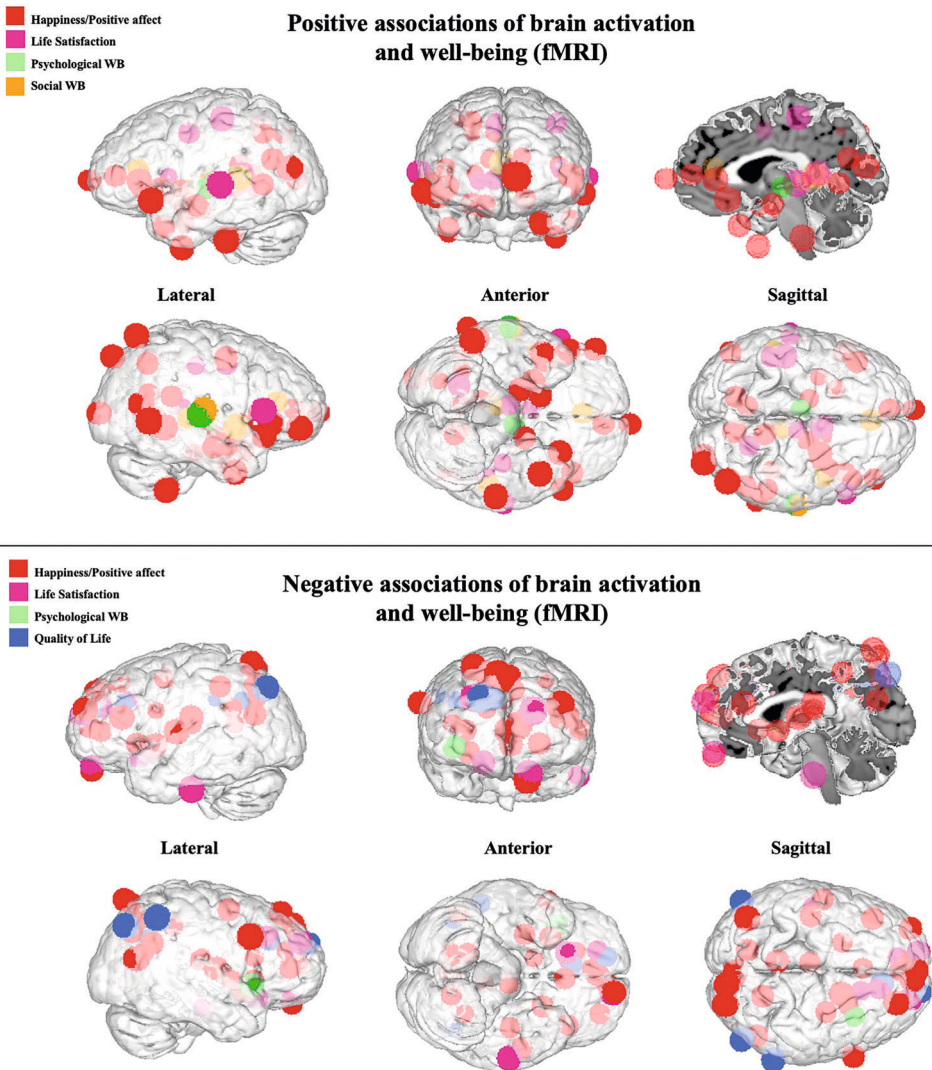 Happiness/Positive affect
Life Satisfaction
Psychological WB
Social WB
Positive associations of brain activation
and well-being (fMRI)
Lateral
Anterior
Sagittal
Happiness/Positive affect
Life Satisfaction
Psychological WB
Quality of Life
Negative associations of brain activation
and well-being (fMRI)
Lateral
Anterior
Sagittal